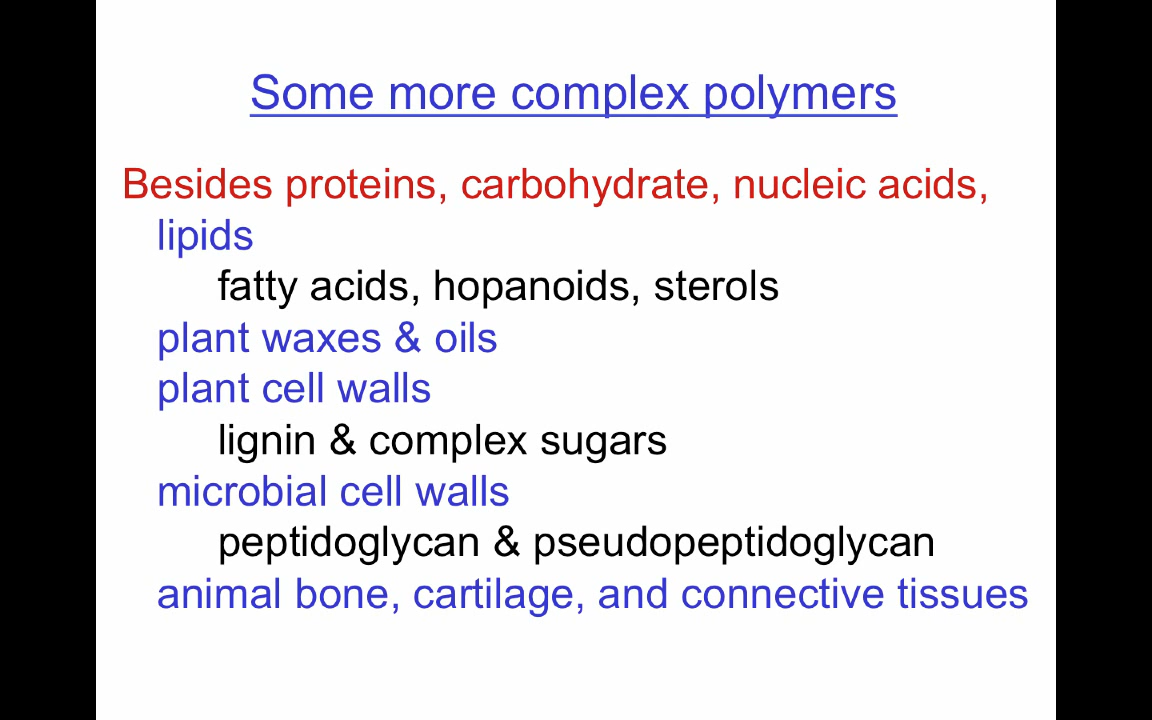 Some more complex polymers
Besides proteins, carbohydrate, nucleic acids,
lipids
fatty acids, hopanoids, sterols
plant waxes & oils
plant cell walls
lignin & complex sugars
microbial cell walls
peptidoglycan & pseudopeptidoglycan
animal bone, cartilage, and connective tissues